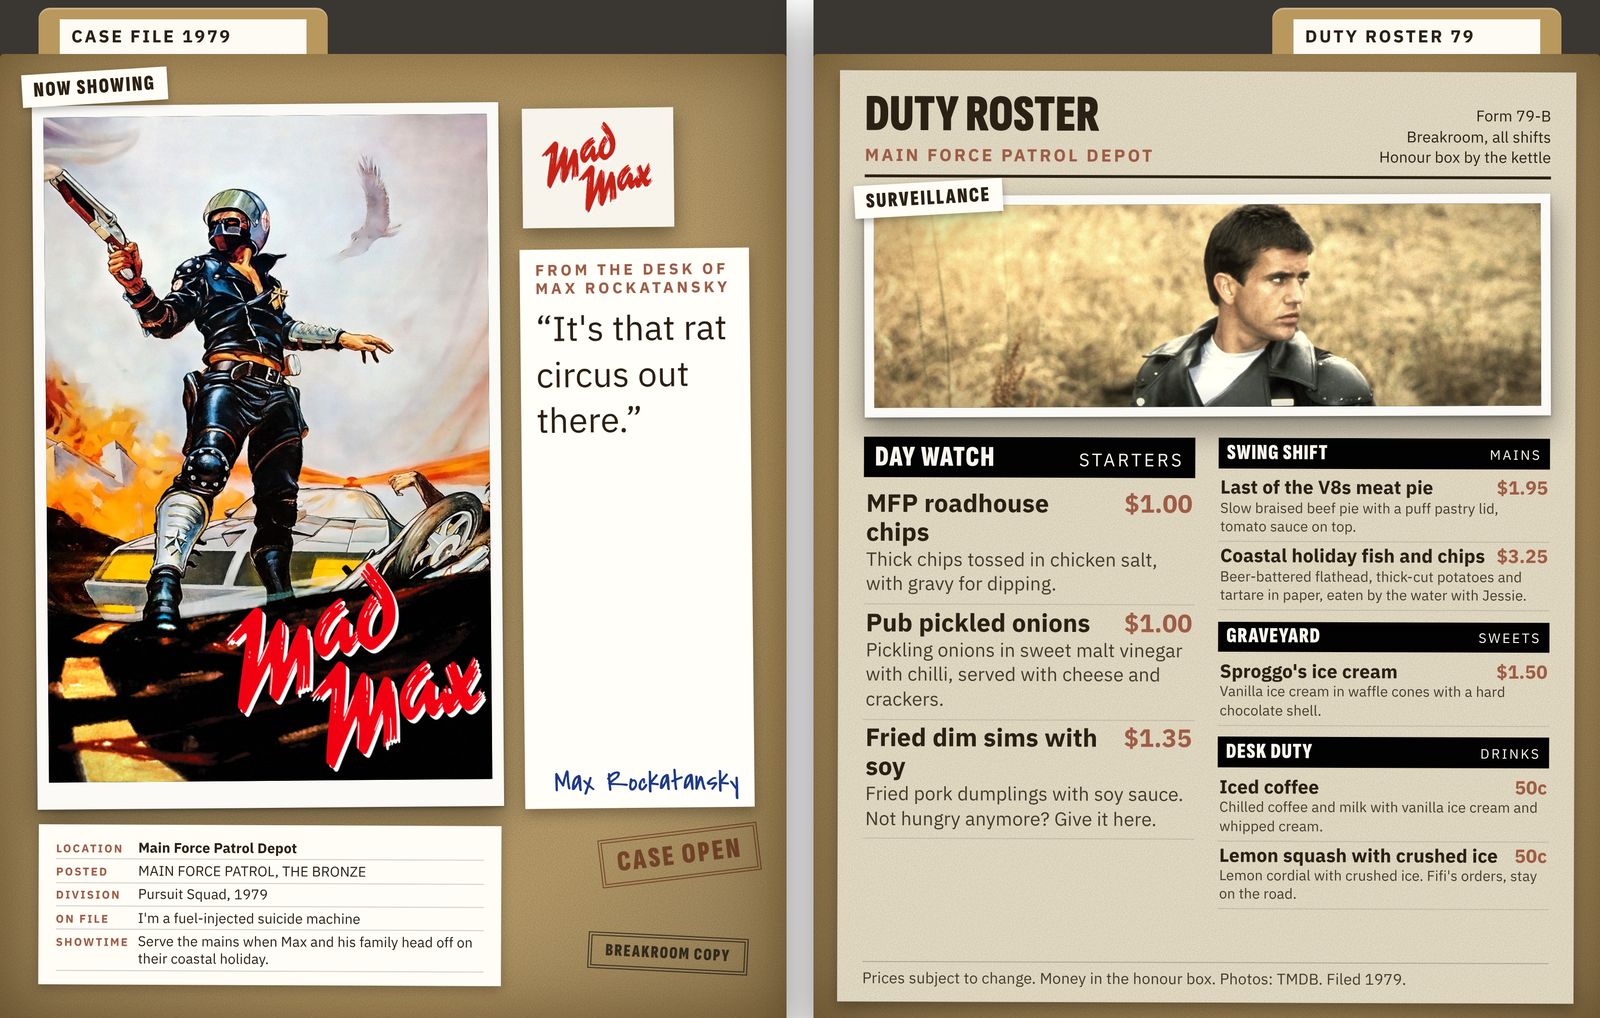 CASE FILE 1979
NOW SHOWING
Mad
Max
Mad
Max
FROM THE DESK OF
MAX ROCKATANSKY
“It's that rat
circus out
there.”
Max Rockatansky
LOCATION Main Force Patrol Depot
POSTED MAIN FORCE PATROL, THE BRONZE
DIVISION Pursuit Squad, 1979
ON FILE I'm a fuel-injected suicide machine
SHOWTIME Serve the mains when Max and his family head off on
their coastal holiday.
CASE OPEN
BREAKROOM COPY
DUTY ROSTER 79
DUTY ROSTER
MAIN FORCE PATROL DEPOT
Form 79-B
Breakroom, all shifts
Honour box by the kettle
SURVEILLANCE
DAY WATCH STARTERS
MFP roadhouse $1.00
chips
Thick chips tossed in chicken salt,
with gravy for dipping.
Pub pickled onions $1.00
Pickling onions in sweet malt vinegar
with chilli, served with cheese and
crackers.
Fried dim sims with $1.35
soy
Fried pork dumplings with soy sauce.
Not hungry anymore? Give it here.
SWING SHIFT MAINS
Last of the V8s meat pie $1.95
Slow braised beef pie with a puff pastry lid,
tomato sauce on top.
Coastal holiday fish and chips $3.25
Beer-battered flathead, thick-cut potatoes and
tartare in paper, eaten by the water with Jessie.
GRAVEYARD SWEETS
Sproggo's ice cream $1.50
Vanilla ice cream in waffle cones with a hard
chocolate shell.
DESK DUTY DRINKS
Iced coffee 50c
Chilled coffee and milk with vanilla ice cream and
whipped cream.
Lemon squash with crushed ice 50c
Lemon cordial with crushed ice. Fifi's orders, stay
on the road.
Prices subject to change. Money in the honour box. Photos: TMDB. Filed 1979.